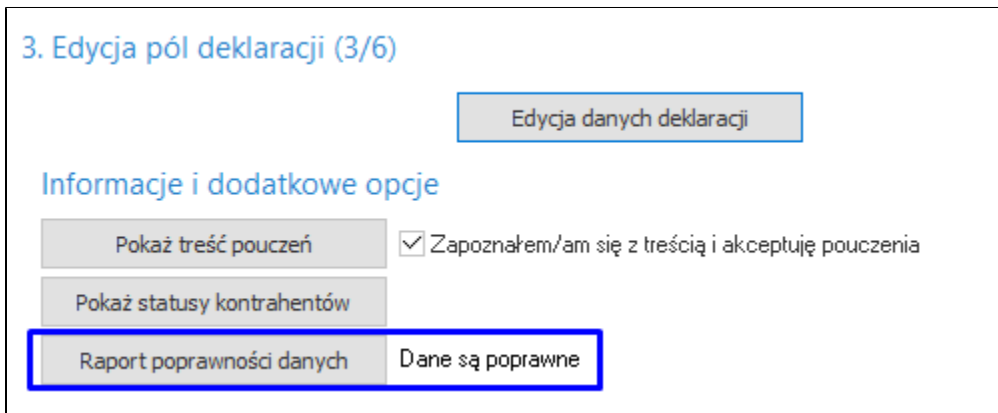 3. Edycja pól deklaracji (3/6)
Edycja danych deklaracji
Informacje i dodatkowe opcje
Pokaż treść pouczeń
Zapoznałem/am się z treścią i akceptuję pouczenia
Pokaż statusy kontrahentów
Raport poprawności danych
Dane są poprawne